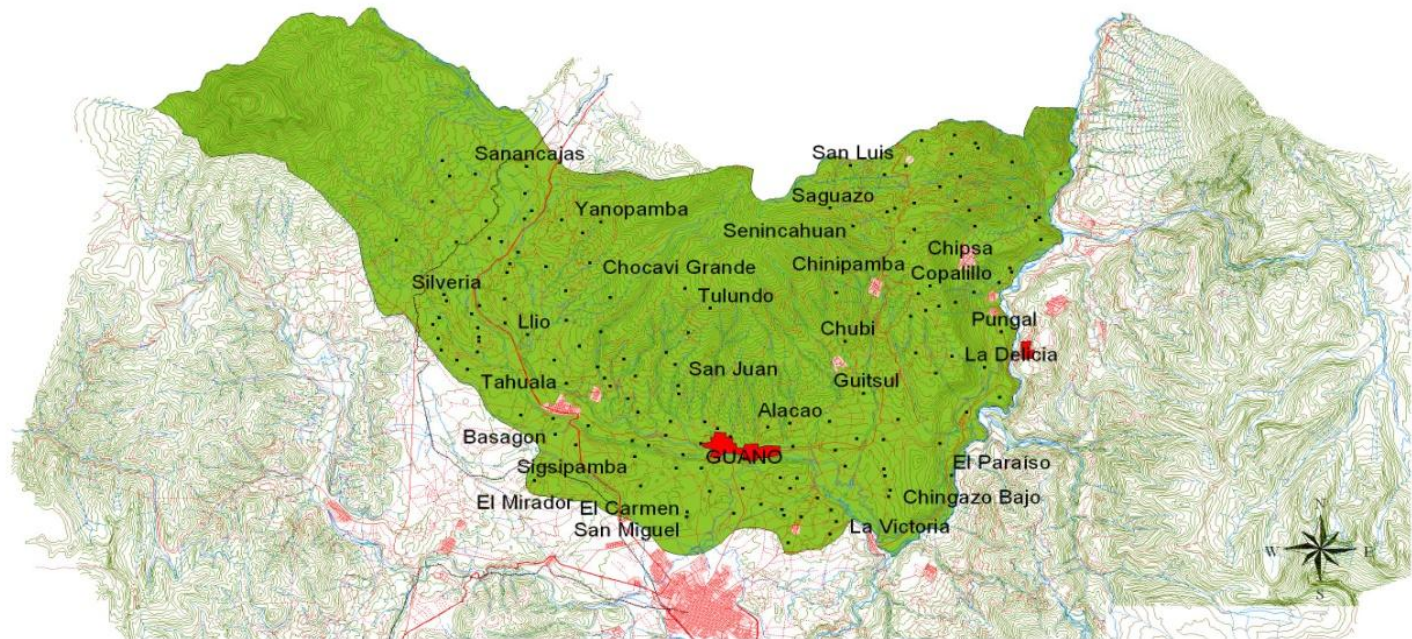 Sanancajas
San Luis
Saguazo
Yanopamba
Senincahuan
Chipsa
Chocavi Grande
Chinipamba
Copalillo
Silveria
Tulundo
Llio
Chubi
Pungal
La Delicia
San Juan
Tahuala
Guitsul
Alacao
Basagon
GUANO
Sigsipamba
El Paraíso
El Mirador
El Carmen
Chingazo Bajo
San Miguel
La Victoria
N
W E
S